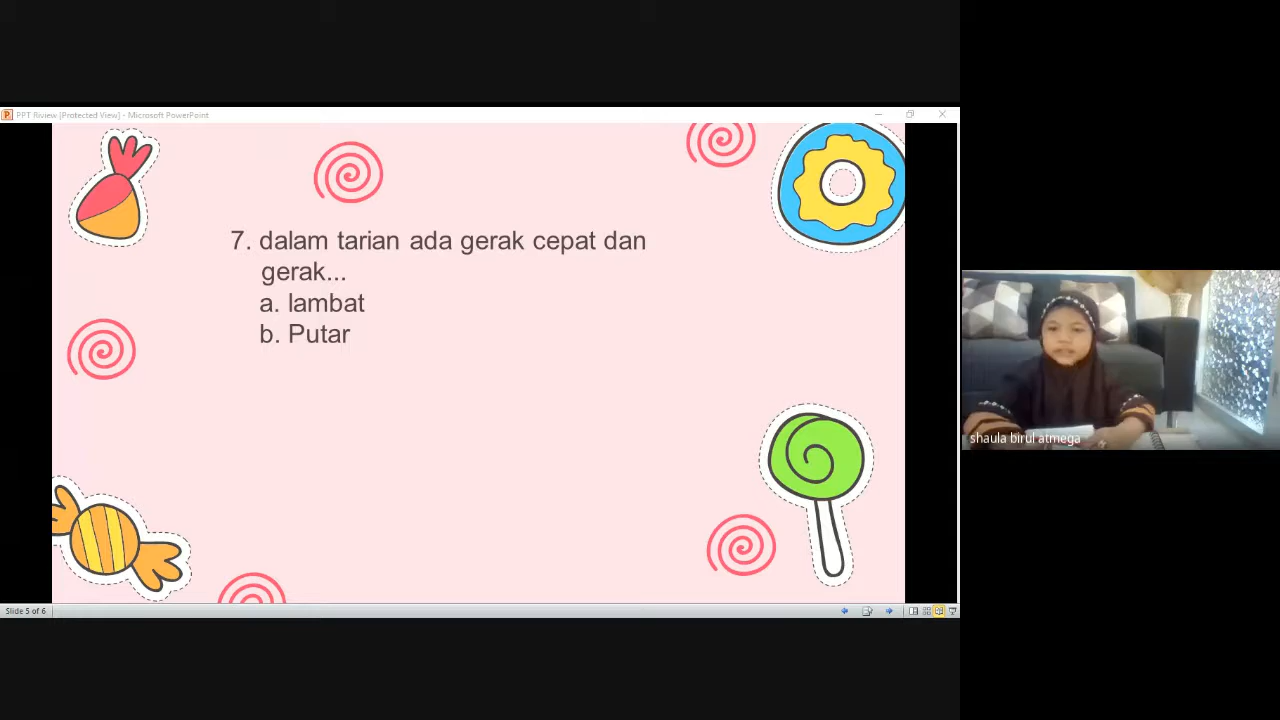 PPT Riview [Protected View] - Microsoft PowerPoint
7. dalam tarian ada gerak cepat dan
gerak...
a. lambat
b. Putar
shaula birul atmega
Slide 5 of 6